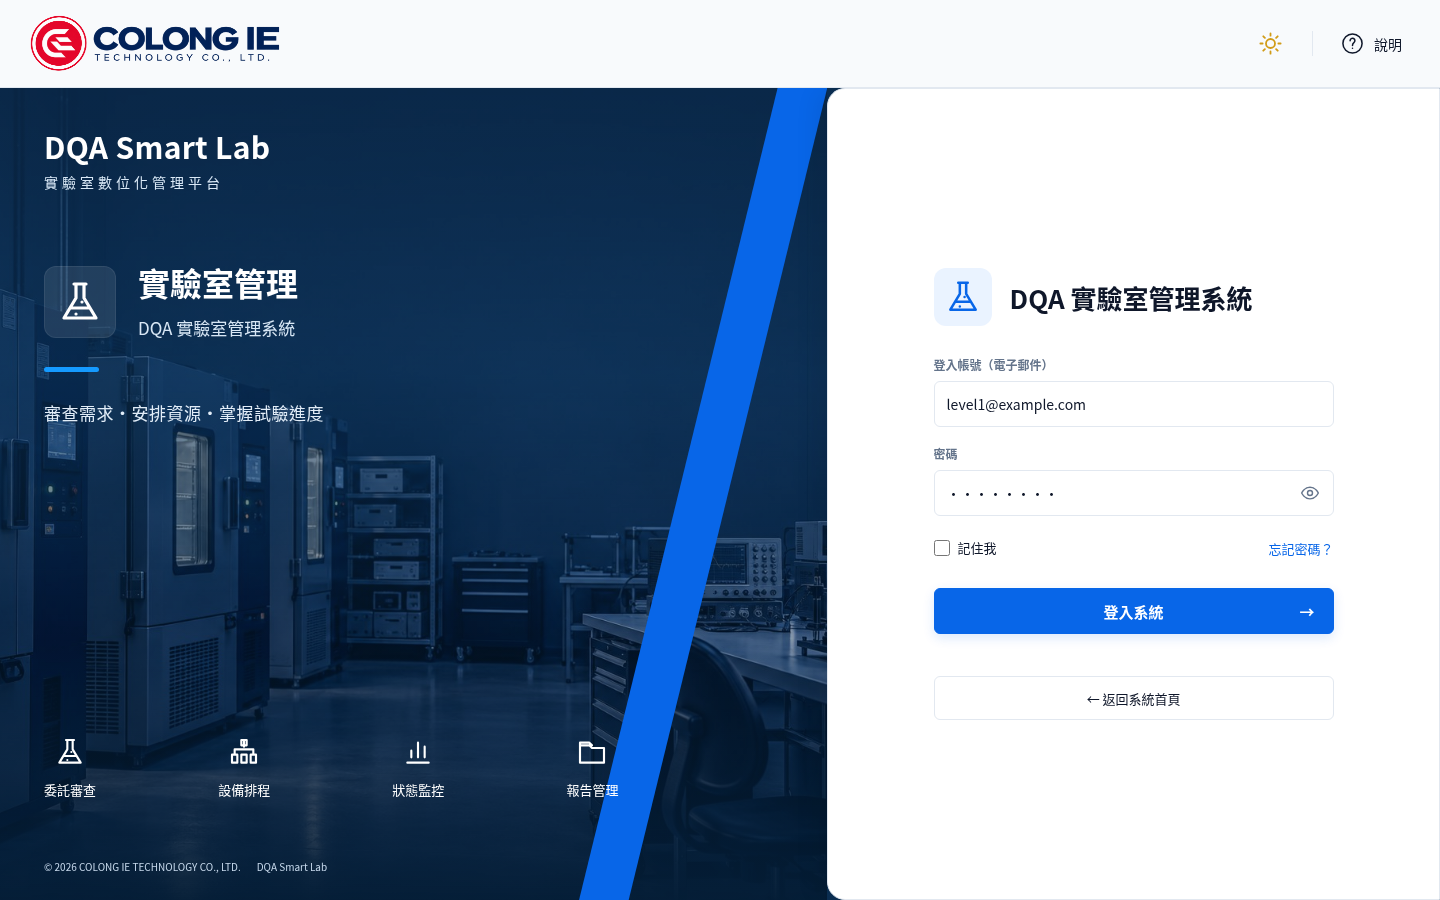 COLONG IE
TECHNOLOGY CO., LTD.
說明
DQA Smart Lab
實驗室數位化管理平台
實驗室管理
DQA 實驗室管理系統
審查需求・安排資源・掌握試驗進度
委託審查
設備排程
狀態監控
報告管理
© 2026 COLONG IE TECHNOLOGY CO., LTD. DQA Smart Lab
DQA 實驗室管理系統
登入帳號（電子郵件）
level1@example.com
密碼
記住我
忘記密碼？
登入系統 →
← 返回系統首頁